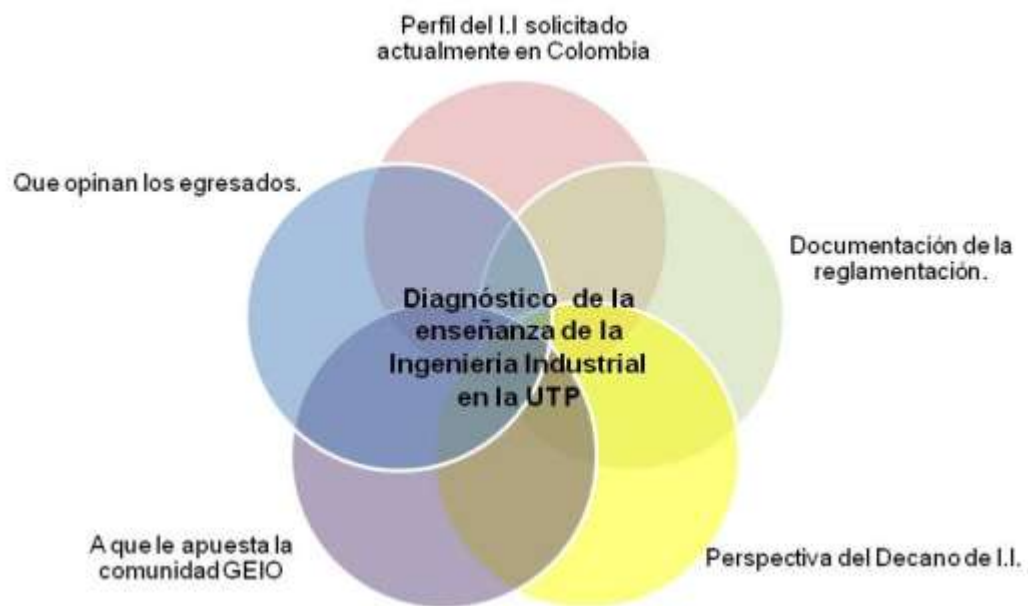 Perfil del I.I solicitado
actualmente en Colombia
Que opinan los egresados.
Documentación de la
reglamentación.
Diagnóstico de la
enseñanza de la
Ingenieria Industrial
en la UTP
A que le apuesta la
comunidad GEIO
Perspectiva del Decano de I.I.